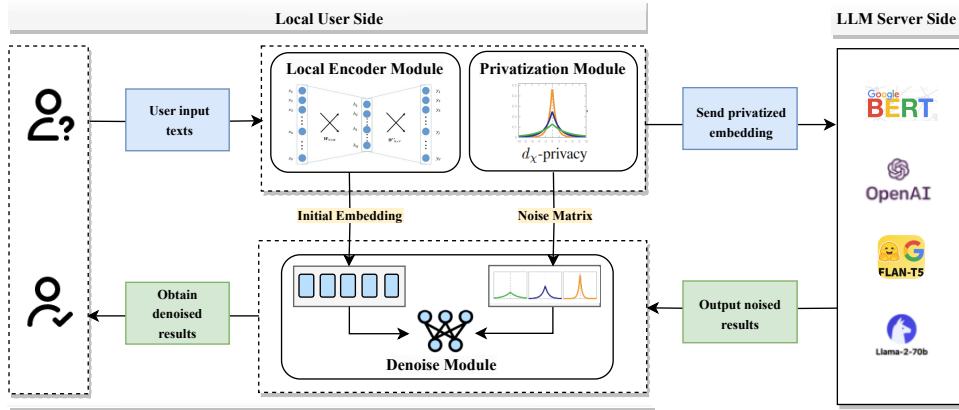 Local User Side
LLM Server Side
Local Encoder Module
Privatization Module
User input
texts
dχ-privacy
Send privatized
embedding
Google
BERT
OpenAI
FLAN-T5
Llama-2-70b
Initial Embedding
Noise Matrix
Obtain
denoised
results
Denoise Module
Output noised
results